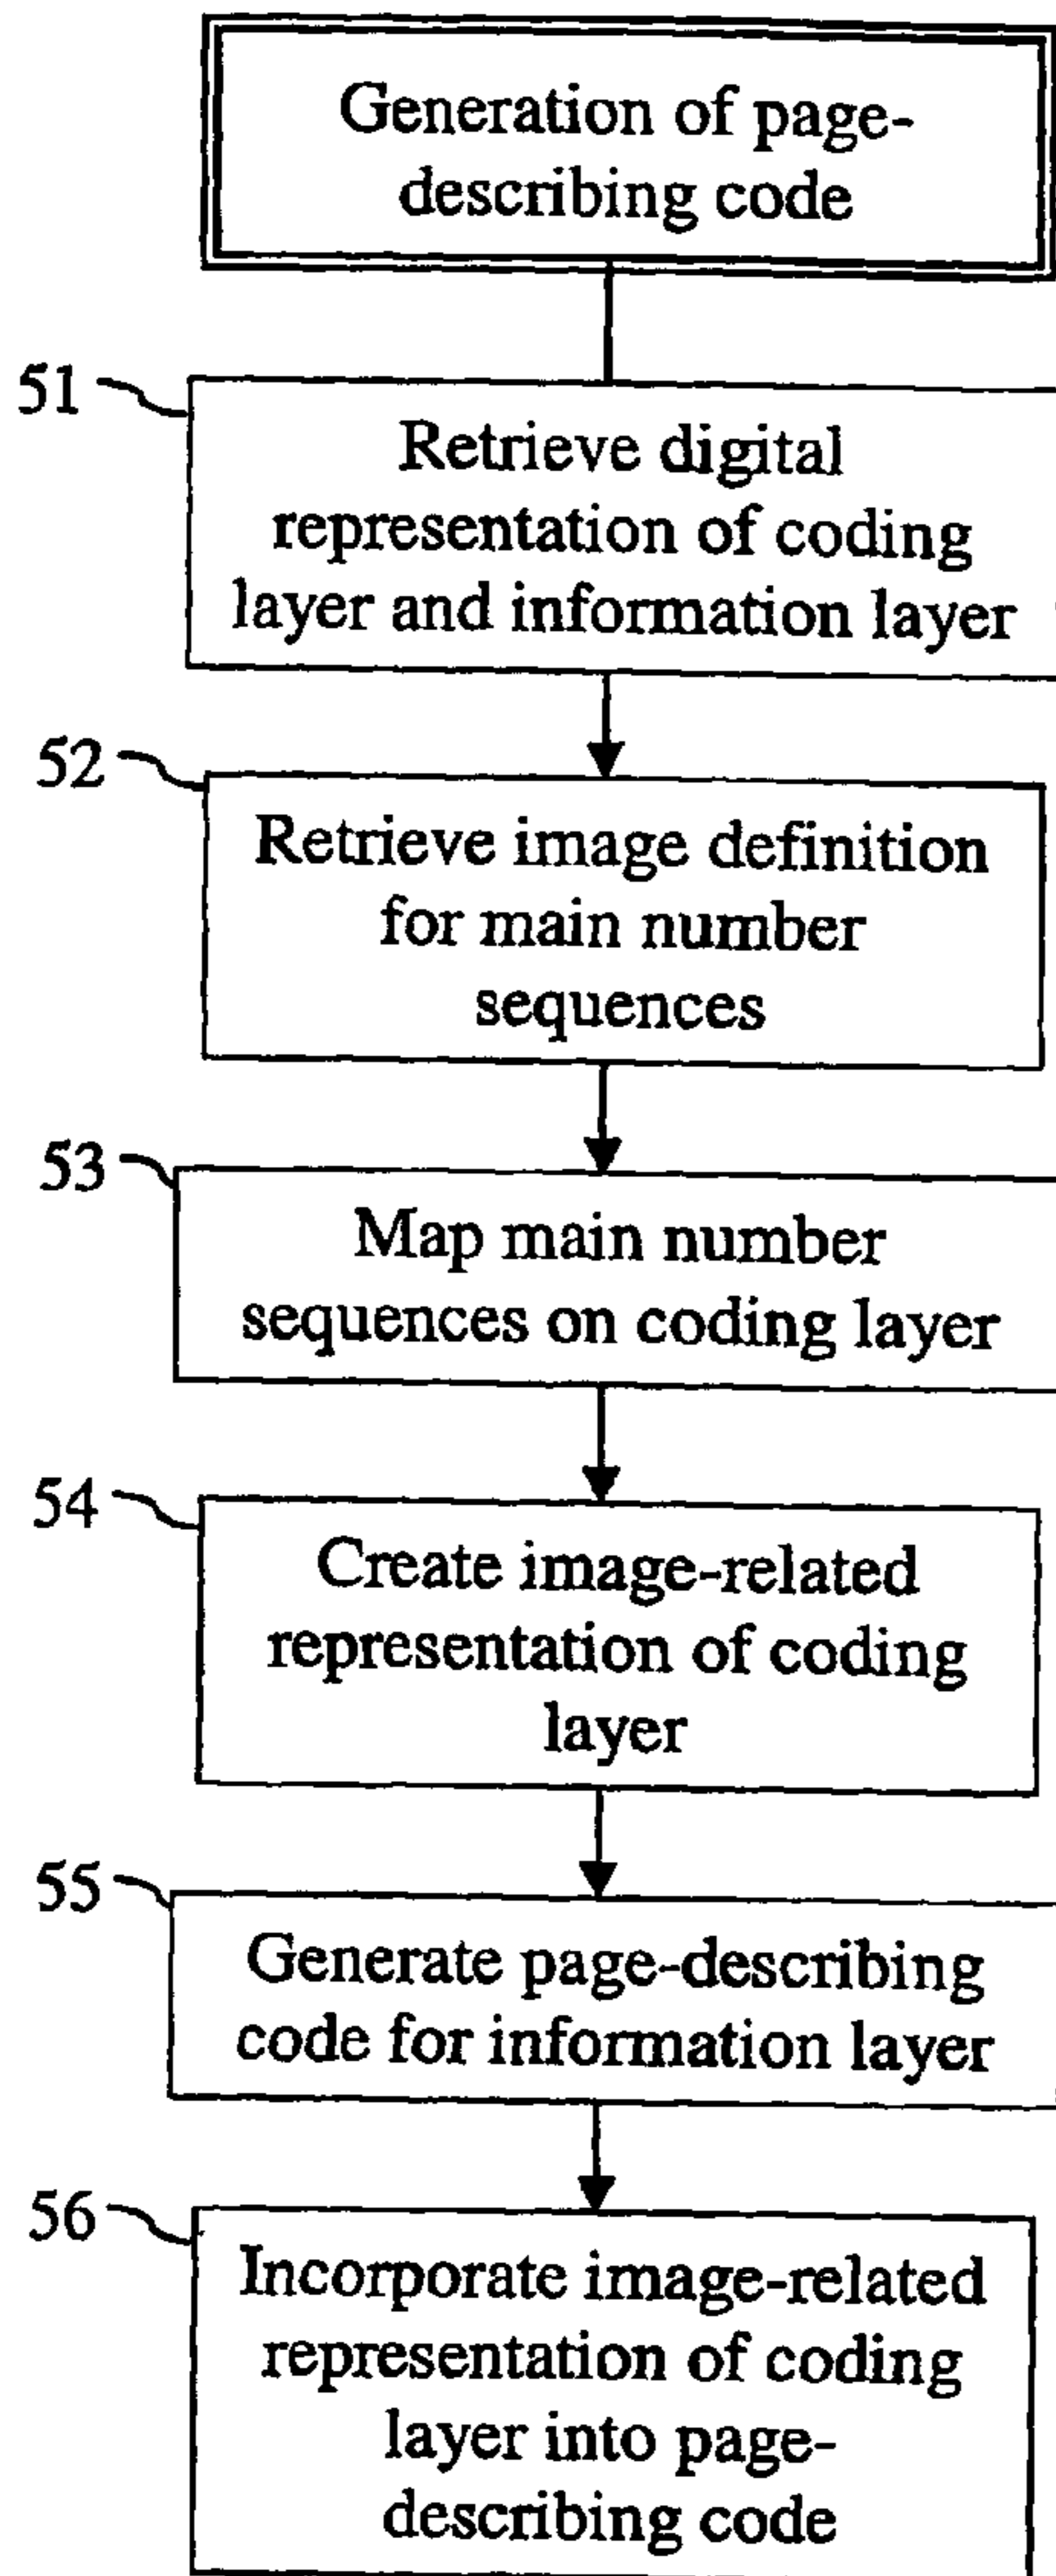 Generation of page-
describing code
51
Retrieve digital
representation of coding
layer and information layer
52
Retrieve image definition
for main number
sequences
53
Map main number
sequences on coding layer
54
Create image-related
representation of coding
layer
55
Generate page-describing
code for information layer
56
Incorporate image-related
representation of coding
layer into page-
describing code